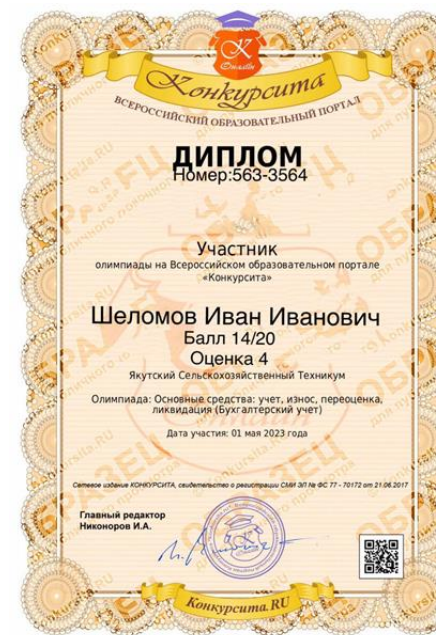 К
Онлайн
Конкурсита
ВСЕРОССИЙСКИЙ ОБРАЗОВАТЕЛЬНЫЙ ПОРТАЛ
ДИПЛОМ
Номер:563-3564
Участник
олимпиады на Всероссийском образовательном портале
«Конкурсита»
Шеломов Иван Иванович
Балл 14/20
Оценка 4
Якутский Сельскохозяйственный Техникум
Олимпиада: Основные средства: учет, износ, переоценка,
ликвидация (Бухгалтерский учет)
Дата участия: 01 мая 2023 года
Сетевое издание КОНКУРСИТА, свидетельство о регистрации СМИ ЭЛ № ФС 77 - 70172 от 21.06.2017
Главный редактор
Никоноров И.А.
Конкурсита.RU
ОБРАЗЕЦ